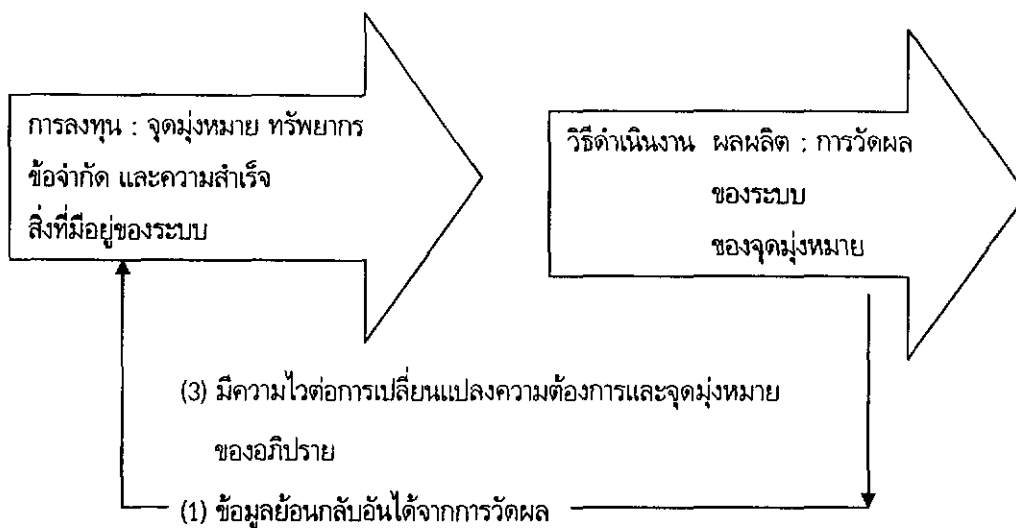 การลงทุน : จุดมุ่งหมาย ทรัพยากร
ข้อจำกัด และความสำเร็จ
สิ่งที่มีอยู่ของระบบ
วิธีดำเนินงาน ผลผลิต : การวัดผล
ของระบบ
ของจุดมุ่งหมาย
(3) มีความไวต่อการเปลี่ยนแปลงความต้องการและจุดมุ่งหมาย
ของอภิปราย
(1) ข้อมูลย้อนกลับอันได้จากการวัดผล